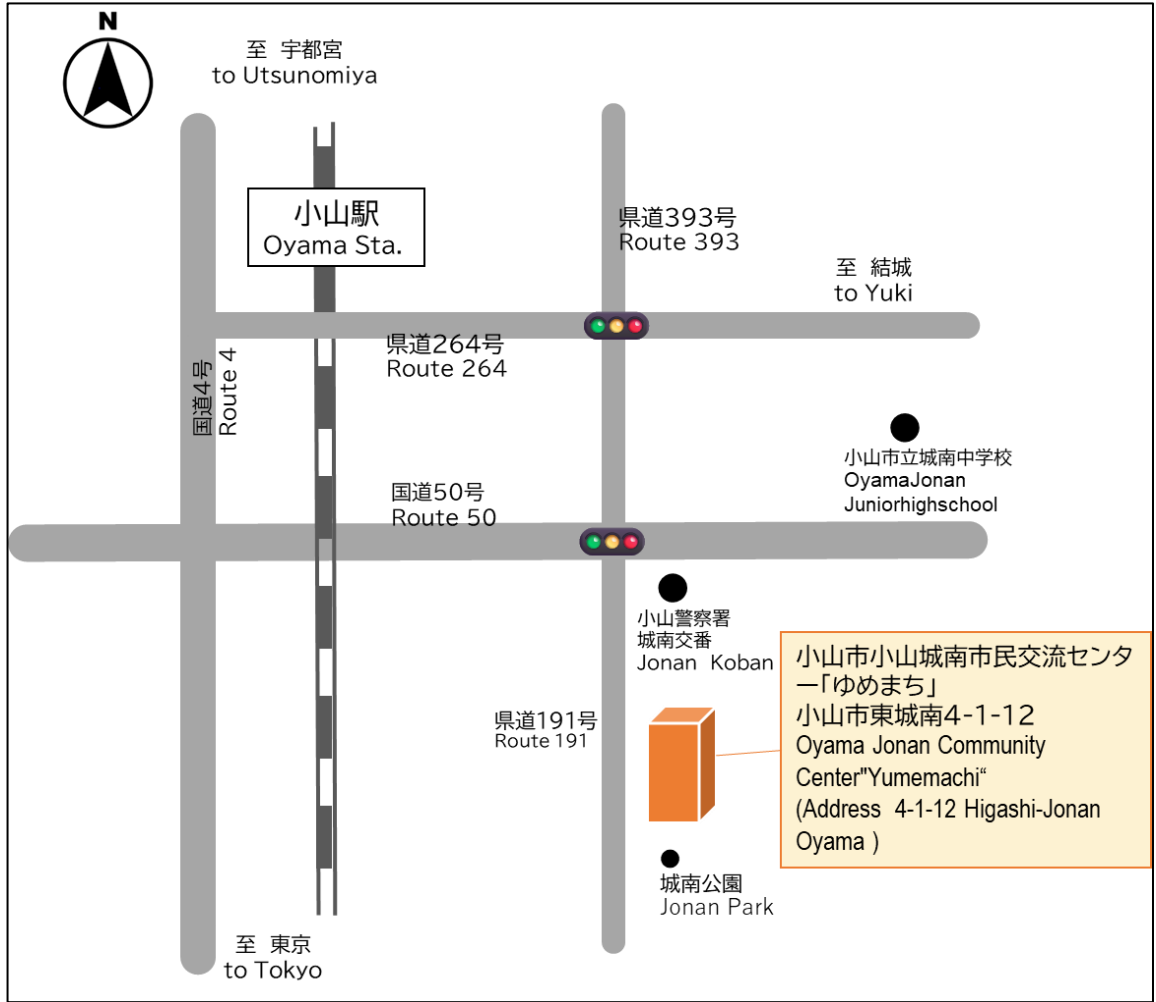 N
至 宇都宮
to Utsunomiya
小山駅
Oyama Sta.
県道393号
Route 393
至 結城
to Yuki
県道264号
Route 264
国道4号
Route 4
小山市立城南中学校
OyamaJonan
Juniorhighschool
国道50号
Route 50
小山警察署
城南交番
Jonan Koban
小山市小山城南市民交流センタ
ー「ゆめまち」
小山市東城南4-1-12
Oyama Jonan Community
Center"Yumemachi“
(Address 4-1-12 Higashi-Jonan
Oyama )
県道191号
Route 191
城南公園
Jonan Park
至 東京
to Tokyo